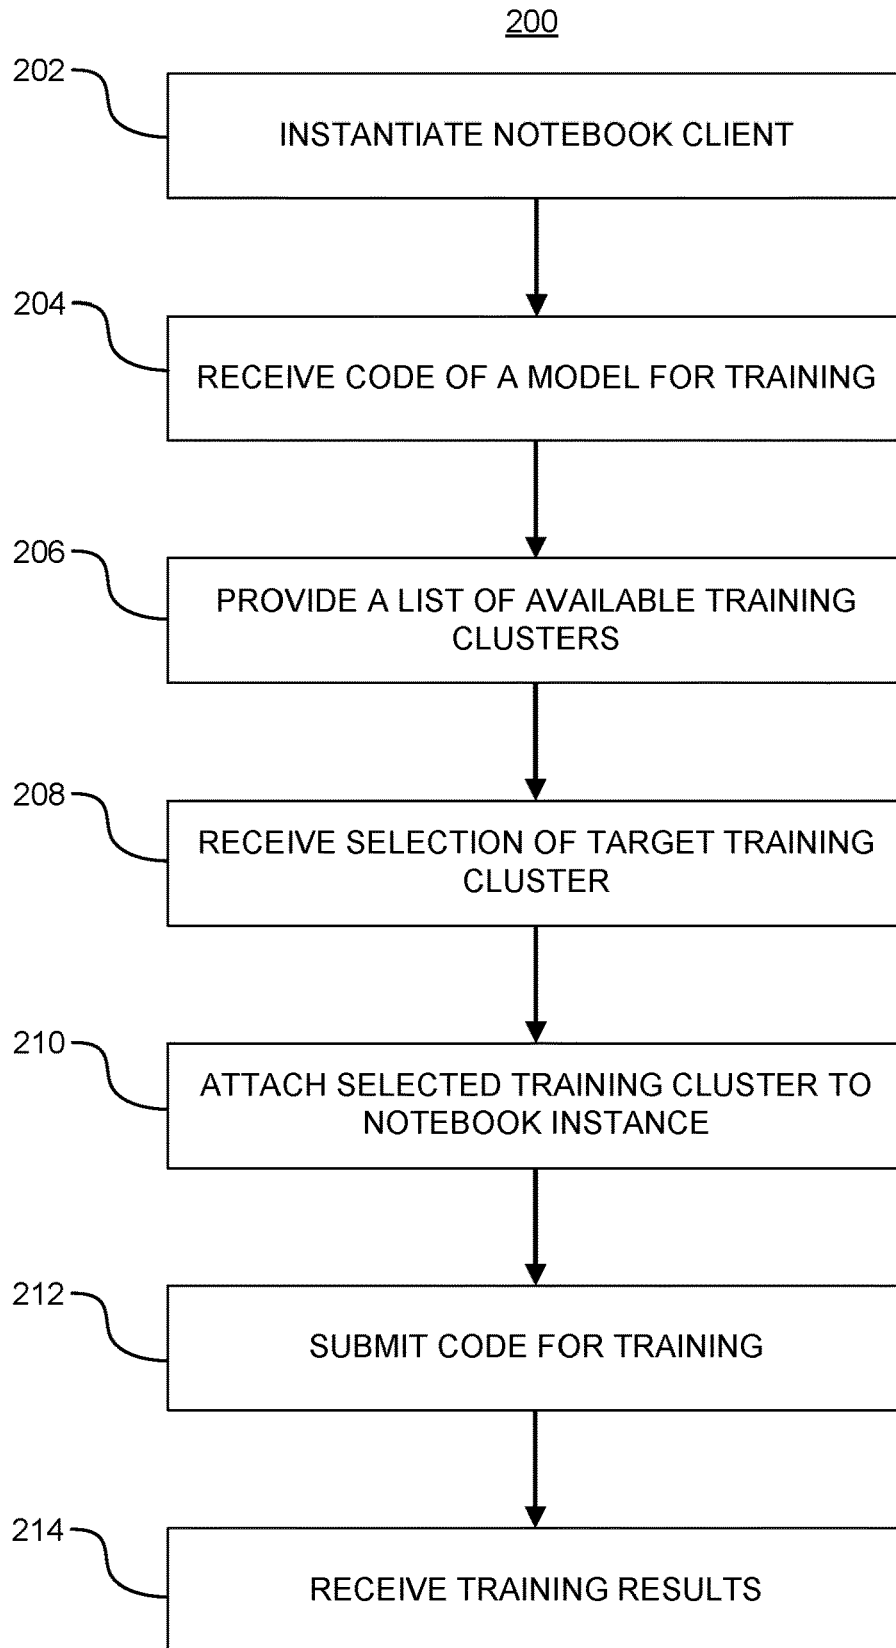 200
202
INSTANTIATE NOTEBOOK CLIENT
204
RECEIVE CODE OF A MODEL FOR TRAINING
206
PROVIDE A LIST OF AVAILABLE TRAINING
CLUSTERS
208
RECEIVE SELECTION OF TARGET TRAINING
CLUSTER
210
ATTACH SELECTED TRAINING CLUSTER TO
NOTEBOOK INSTANCE
212
SUBMIT CODE FOR TRAINING
214
RECEIVE TRAINING RESULTS